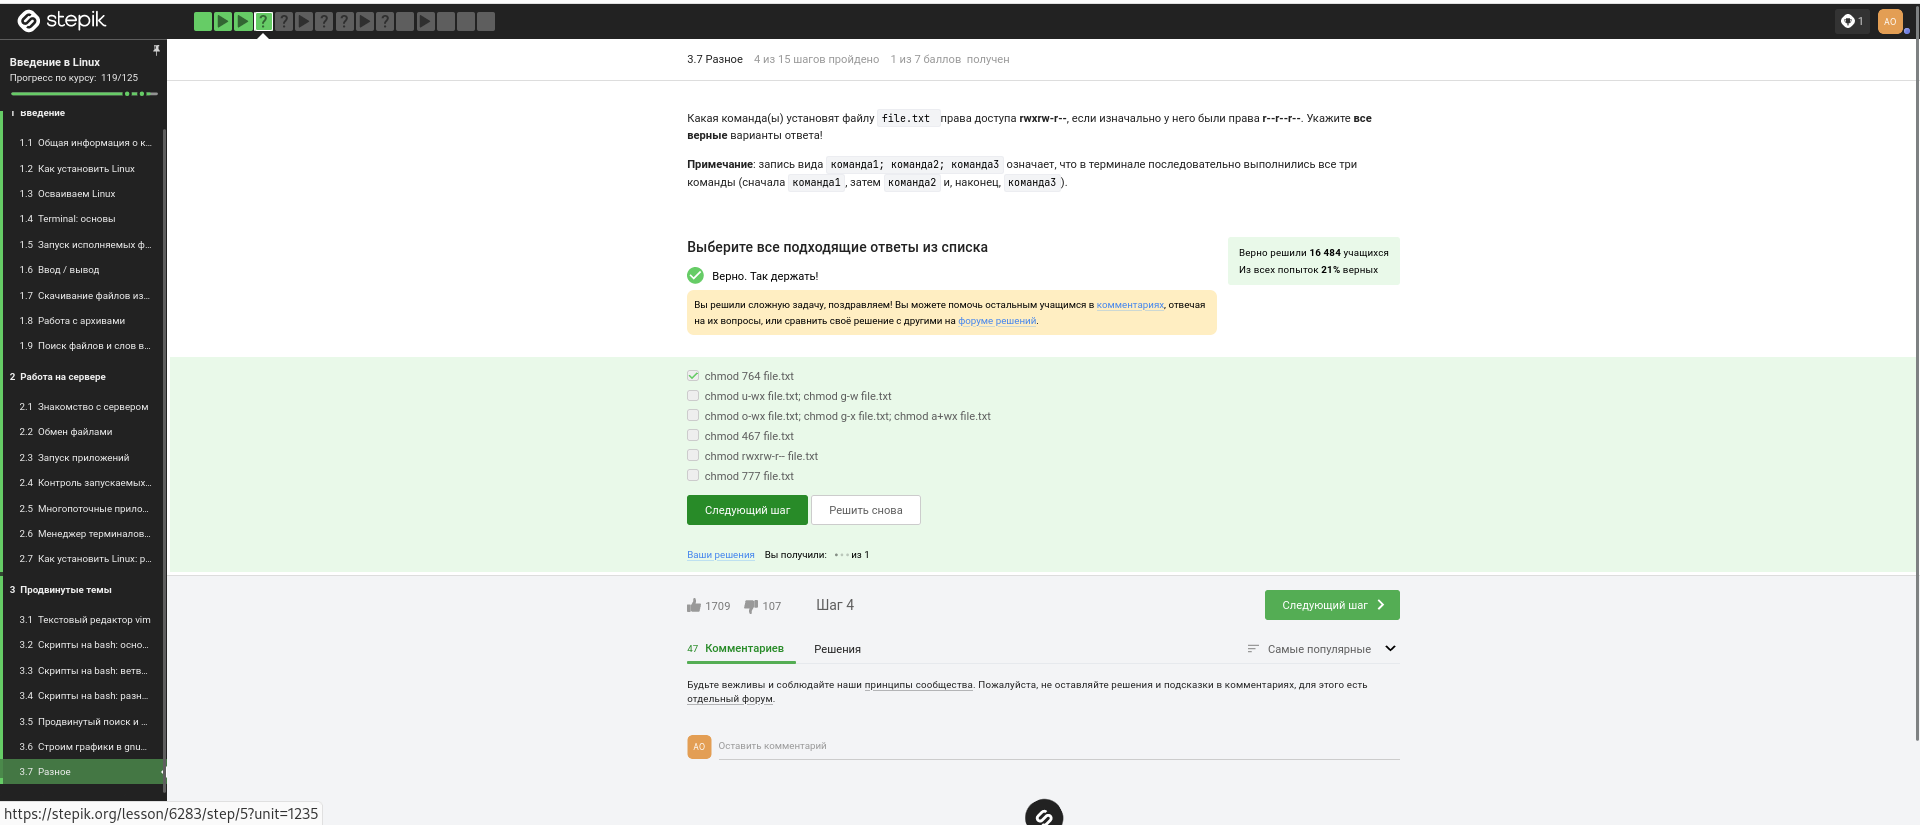 stepik
1
AO
Введение в Linux
Прогресс по курсу: 119/125
1 Введение
1.1 Общая информация о к...
1.2 Как установить Linux
1.3 Осваиваем Linux
1.4 Terminal: основы
1.5 Запуск исполняемых ф...
1.6 Ввод / вывод
1.7 Скачивание файлов из...
1.8 Работа с архивами
1.9 Поиск файлов и слов в...
2 Работа на сервере
2.1 Знакомство с сервером
2.2 Обмен файлами
2.3 Запуск приложений
2.4 Контроль запускаемых...
2.5 Многопоточные прило...
2.6 Менеджер терминалов...
2.7 Как установить Linux: р...
3 Продвинутые темы
3.1 Текстовый редактор vim
3.2 Скрипты на bash: осно...
3.3 Скрипты на bash: ветв...
3.4 Скрипты на bash: разн...
3.5 Продвинутый поиск и ...
3.6 Строим графики в gnu...
3.7 Разное
https://stepik.org/lesson/6283/step/5?unit=1235
3.7 Разное 4 из 15 шагов пройдено 1 из 7 баллов получен
Какая команда(ы) установят файлу file.txt права доступа rwxrw-r--, если изначально у него были права r--r--r--. Укажите все
верные варианты ответа!
Примечание: запись вида команда1; команда2; команда3 означает, что в терминале последовательно выполнились все три
команды (сначала команда1, затем команда2 и, наконец, команда3).
Выберите все подходящие ответы из списка
Верно. Так держать!
Верно решили 16 484 учащихся
Из всех попыток 21% верных
Вы решили сложную задачу, поздравляем! Вы можете помочь остальным учащимся в комментариях, отвечая
на их вопросы, или сравнить своё решение с другими на форуме решений.
chmod 764 file.txt
chmod u-wx file.txt; chmod g-w file.txt
chmod o-wx file.txt; chmod g-x file.txt; chmod a+wx file.txt
chmod 467 file.txt
chmod rwxrw-r-- file.txt
chmod 777 file.txt
Следующий шаг Решить снова
Ваши решения Вы получили: из 1
1709 107 Шаг 4 Следующий шаг
47 Комментариев Решения Самые популярные
Будьте вежливы и соблюдайте наши принципы сообщества. Пожалуйста, не оставляйте решения и подсказки в комментариях, для этого есть
отдельный форум.
AO Оставить комментарий